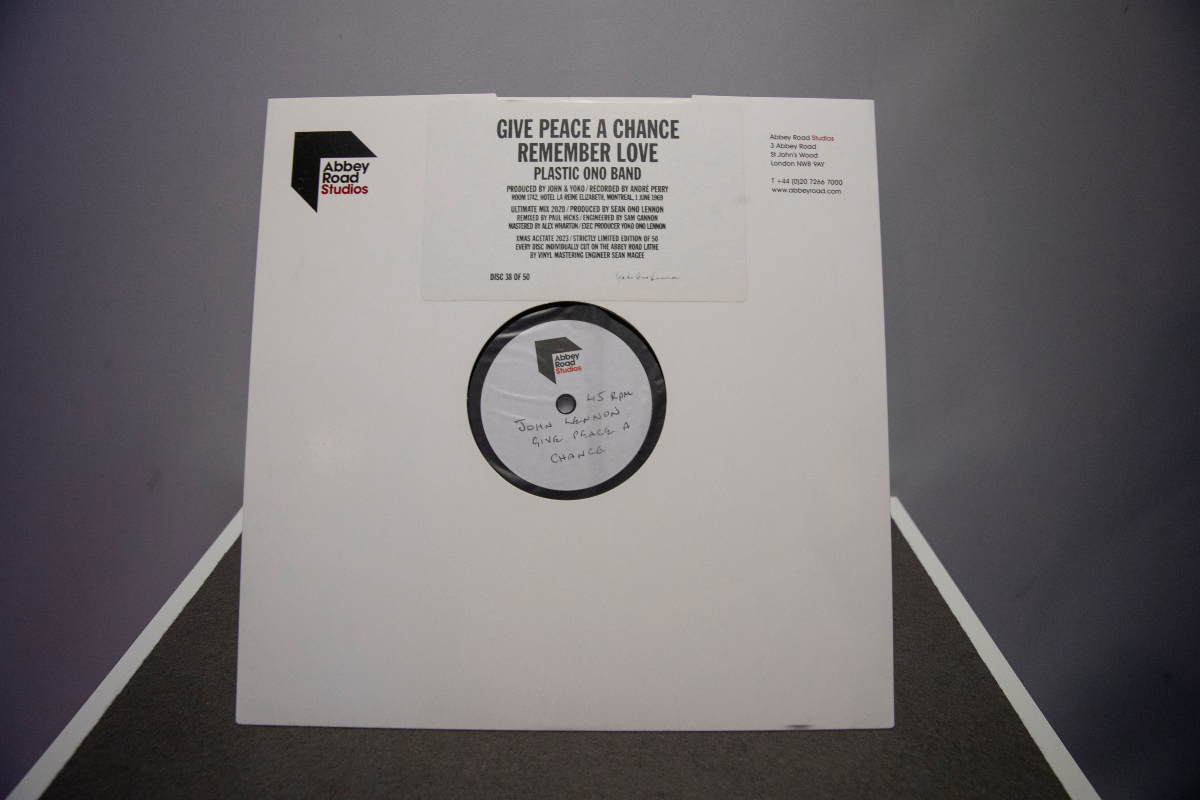 Abbey
Road
Studios
GIVE PEACE A CHANCE
REMEMBER LOVE
PLASTIC ONO BAND
PRODUCED BY JOHN & YOKO / RECORDED BY ANDRÉ PERRY
ROOM 1742, HOTEL LA REINE ELIZABETH, MONTREAL, 1 JUNE 1969
ULTIMATE MIX 2020 / PRODUCED BY SEAN ONO LENNON
REMIXED BY PAUL HICKS / ENGINEERED BY SAM GANNON
MASTERED BY ALEX WHARTON / EXEC PRODUCER YOKO ONO LENNON
XMAS ACETATE 2023 / STRICTLY LIMITED EDITION OF 50
EVERY DISC INDIVIDUALLY CUT ON THE ABBEY ROAD LATHE
BY VINYL MASTERING ENGINEER SEAN MAGEE
DISC 38 OF 50
Yoko Ono Lennon
Abbey Road Studios
3 Abbey Road
St John's Wood
London NW8 9AY
T +44 (0)20 7266 7000
www.abbeyroad.com
Abbey
Road
Studios
45 RPM
JOHN LENNON
GIVE PEACE A
CHANCE